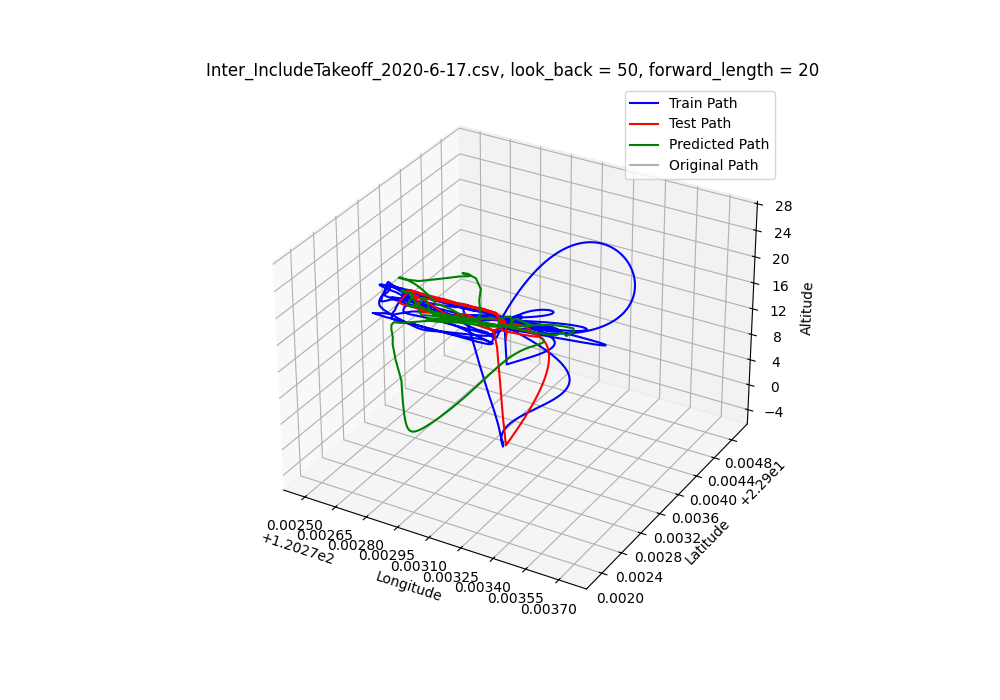 Inter_IncludeTakeoff_2020-6-17.csv, look_back = 50, forward_length = 20
Train Path
Test Path
Predicted Path
Original Path
28
24
20
16
12
8
4
0
−4
Altitude
0.0048
0.0044
0.0040
0.0036
0.0032
0.0028
0.0024
0.0020
+2.29e1
Latitude
0.00250
0.00265
0.00280
0.00295
0.00310
0.00325
0.00340
0.00355
0.00370
+1.2027e2
Longitude